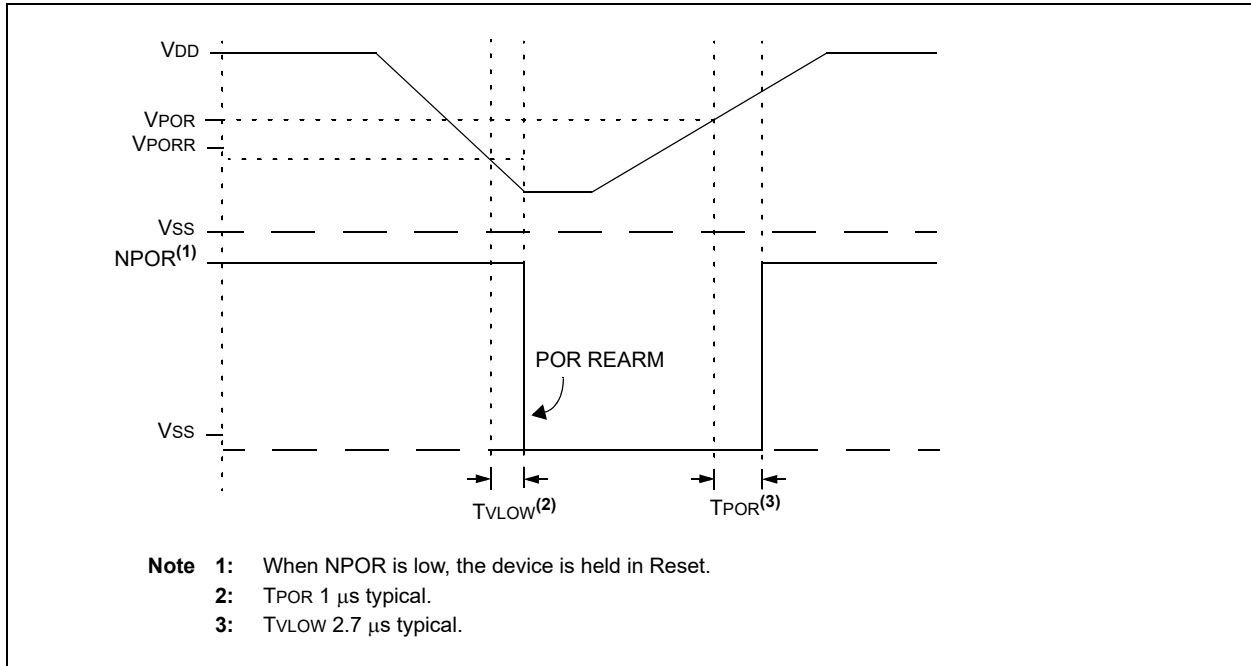 VDD
VPOR
VPORR
VSS
NPOR(1)
POR REARM
VSS
TVLOW(2)
TPOR(3)
Note 1: When NPOR is low, the device is held in Reset.
2: TPOR 1 μs typical.
3: TVLOW 2.7 μs typical.